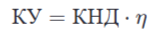 КУ = КНД · η